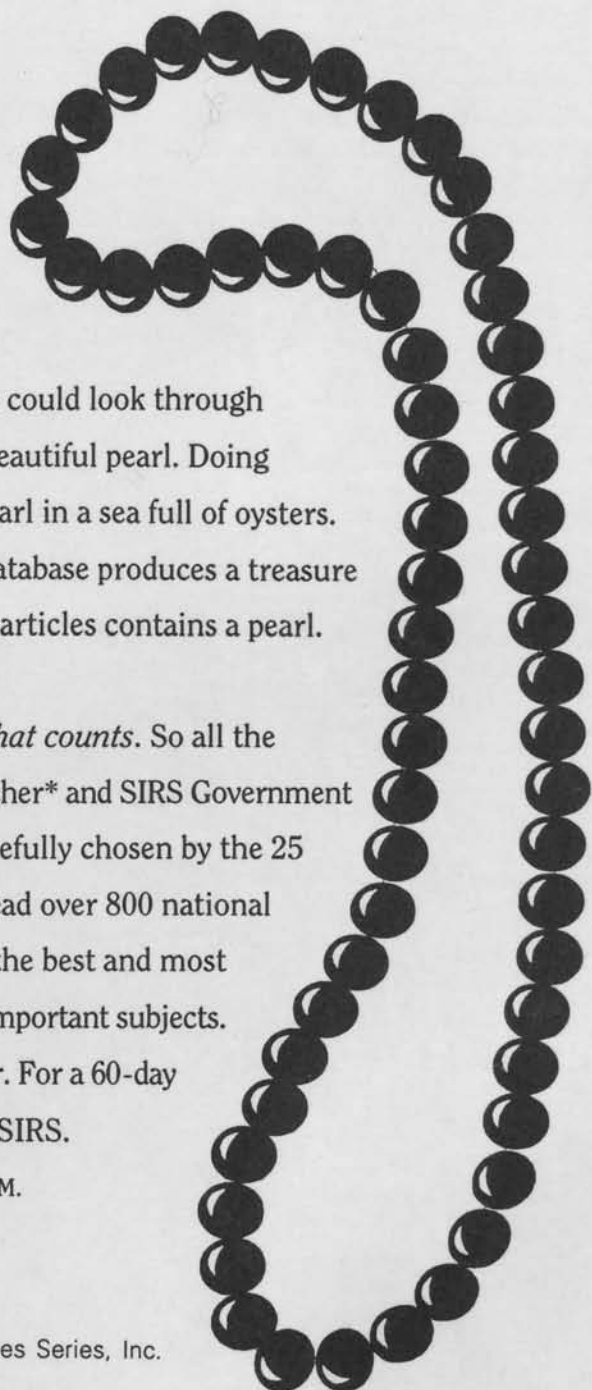 could look through
eautiful pearl. Doing
arl in a sea full of oysters.
atabase produces a treasure
articles contains a pearl.
hat counts. So all the
her* and SIRS Government
efully chosen by the 25
ead over 800 national
the best and most
mportant subjects.
r. For a 60-day
SIRS.
M.
es Series, Inc.